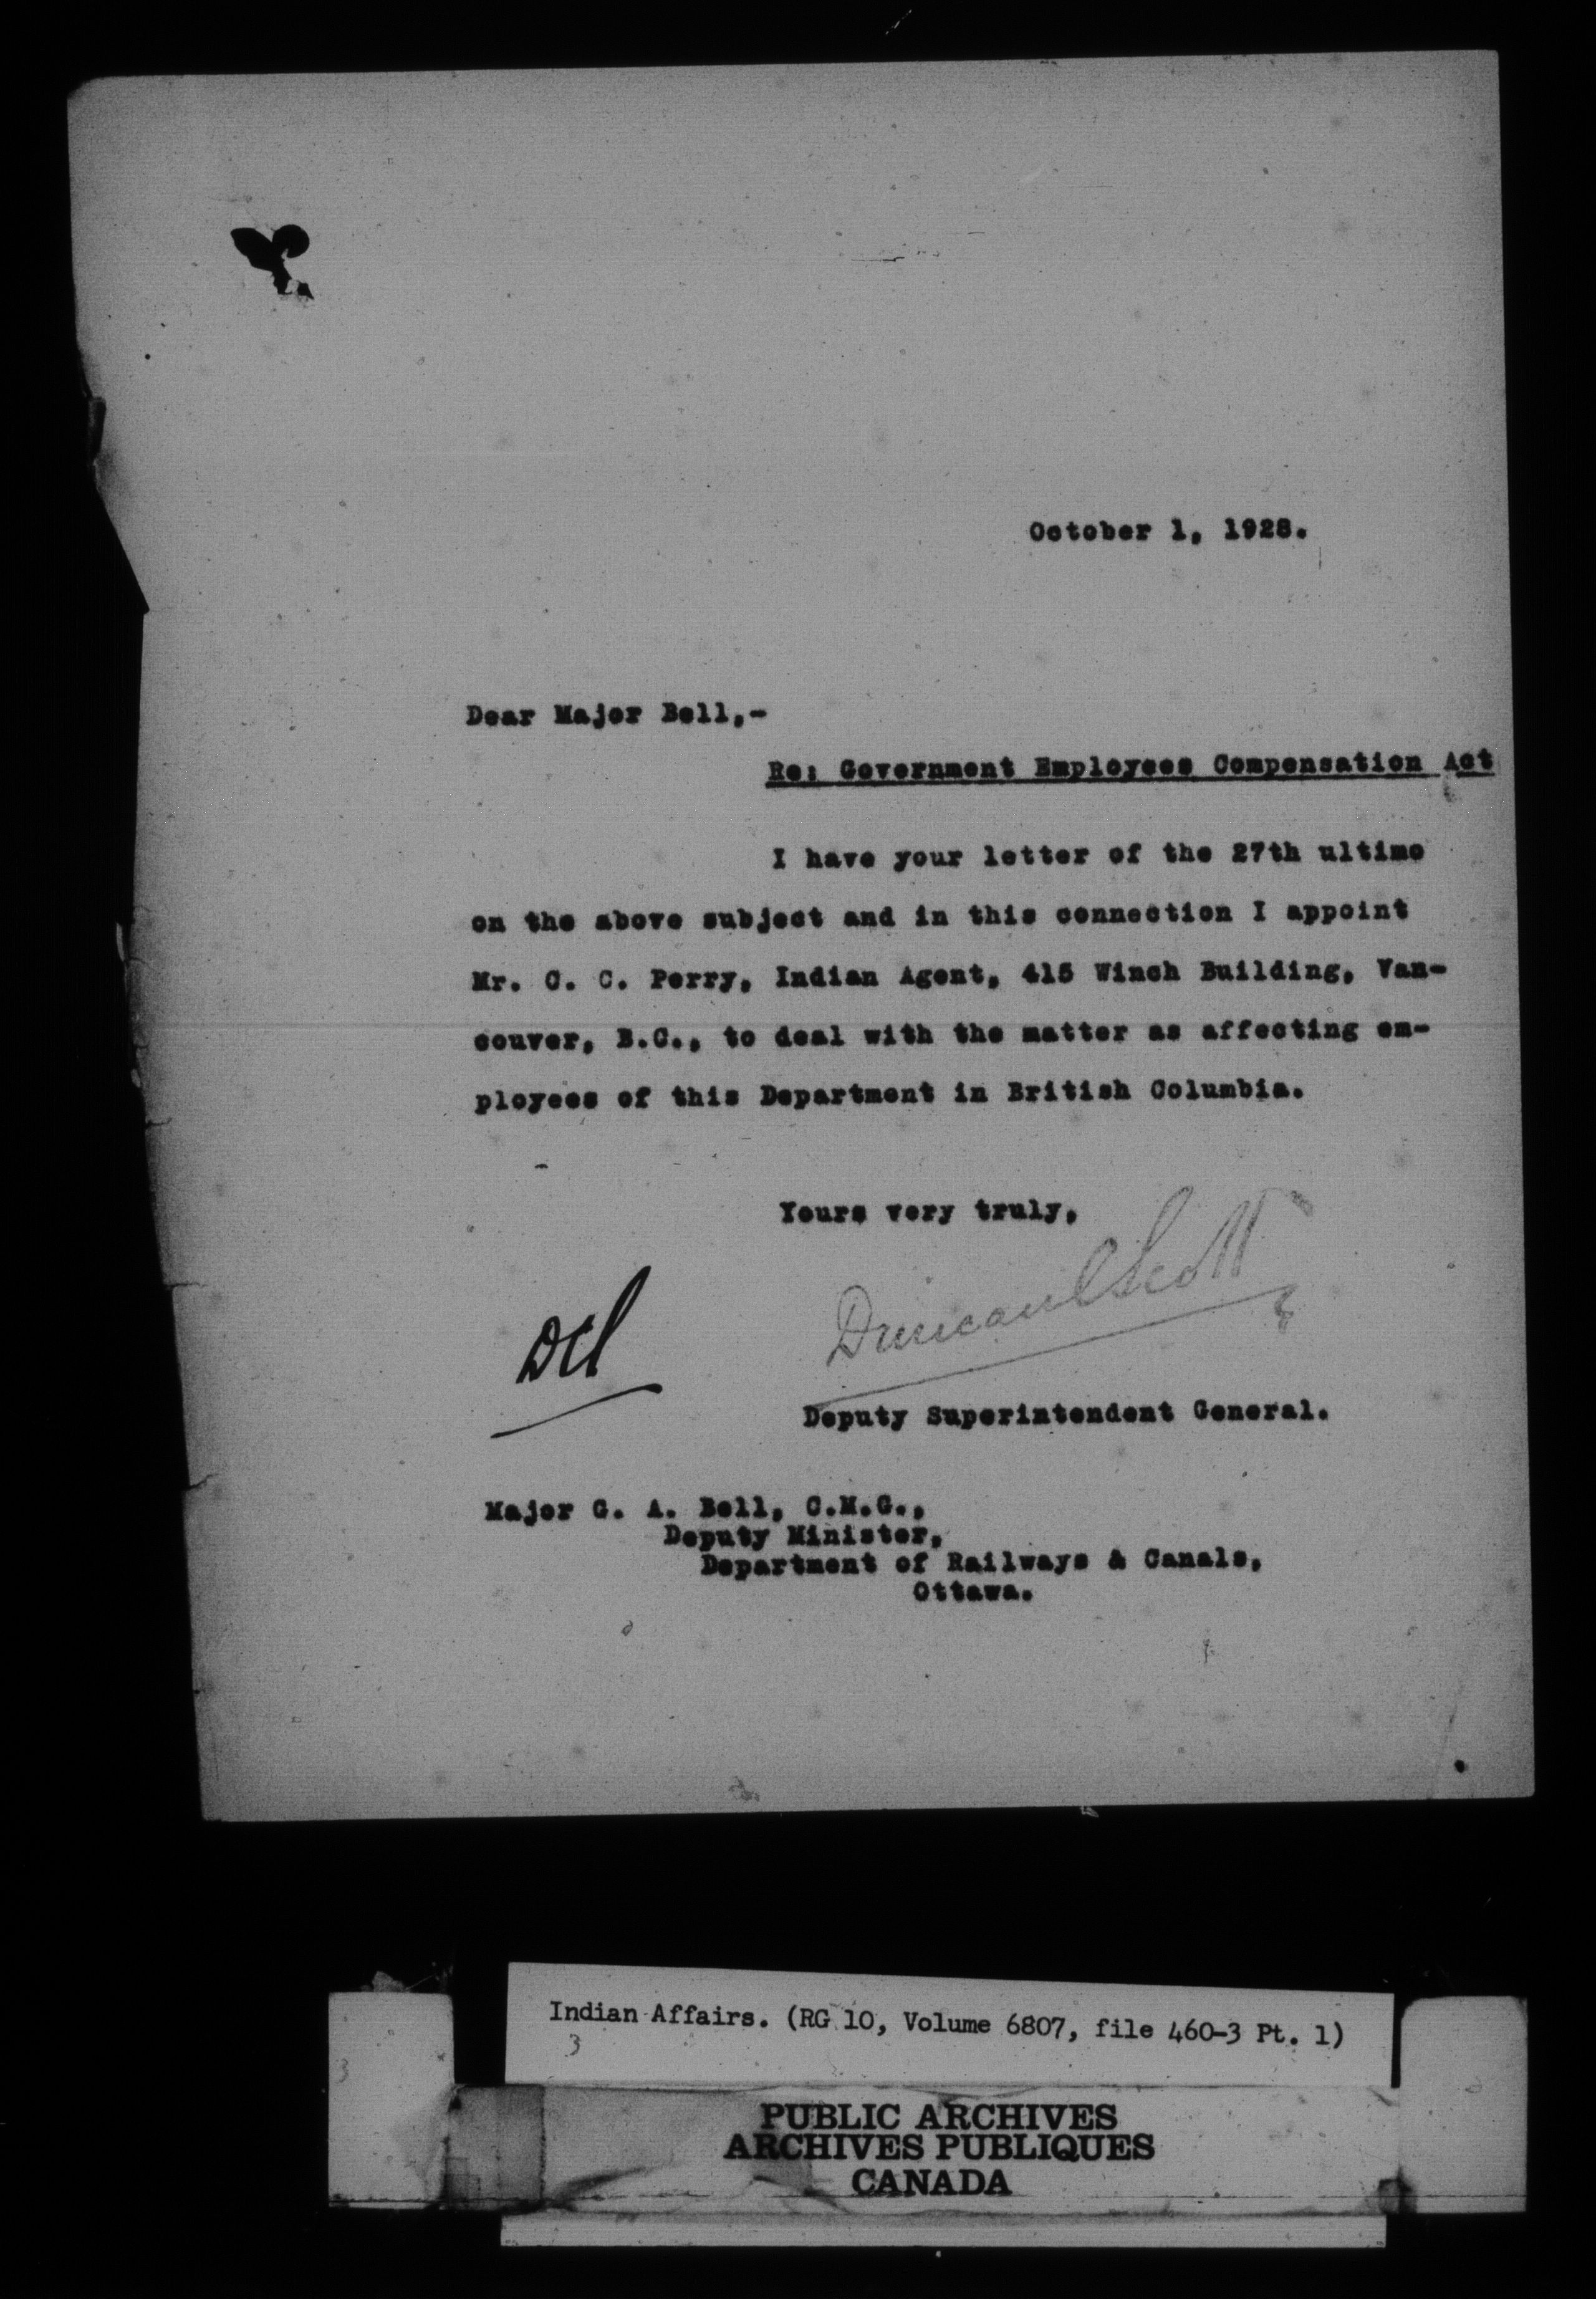 October 1, 1928.
Dear Major Bell,-
Re: Government Employees Compensation Act
I have your letter of the 27th ultimo
on the above subject and in this connection I appoint
Mr. C. C. Perry, Indian Agent, 415 Winch Building, Van-
couver, B.C., to deal with the matter as affecting em-
ployees of this Department in British Columbia.
Yours very truly,
Duncan C Scott
Deputy Superintendent General.
Major G. A. Bell, C.M.G.,
Deputy Minister,
Department of Railways & Canals,
Ottawa.
Indian Affairs. (RG 10, Volume 6807, file 460-3 Pt. 1)
3
PUBLIC ARCHIVES
ARCHIVES PUBLIQUES
CANADA